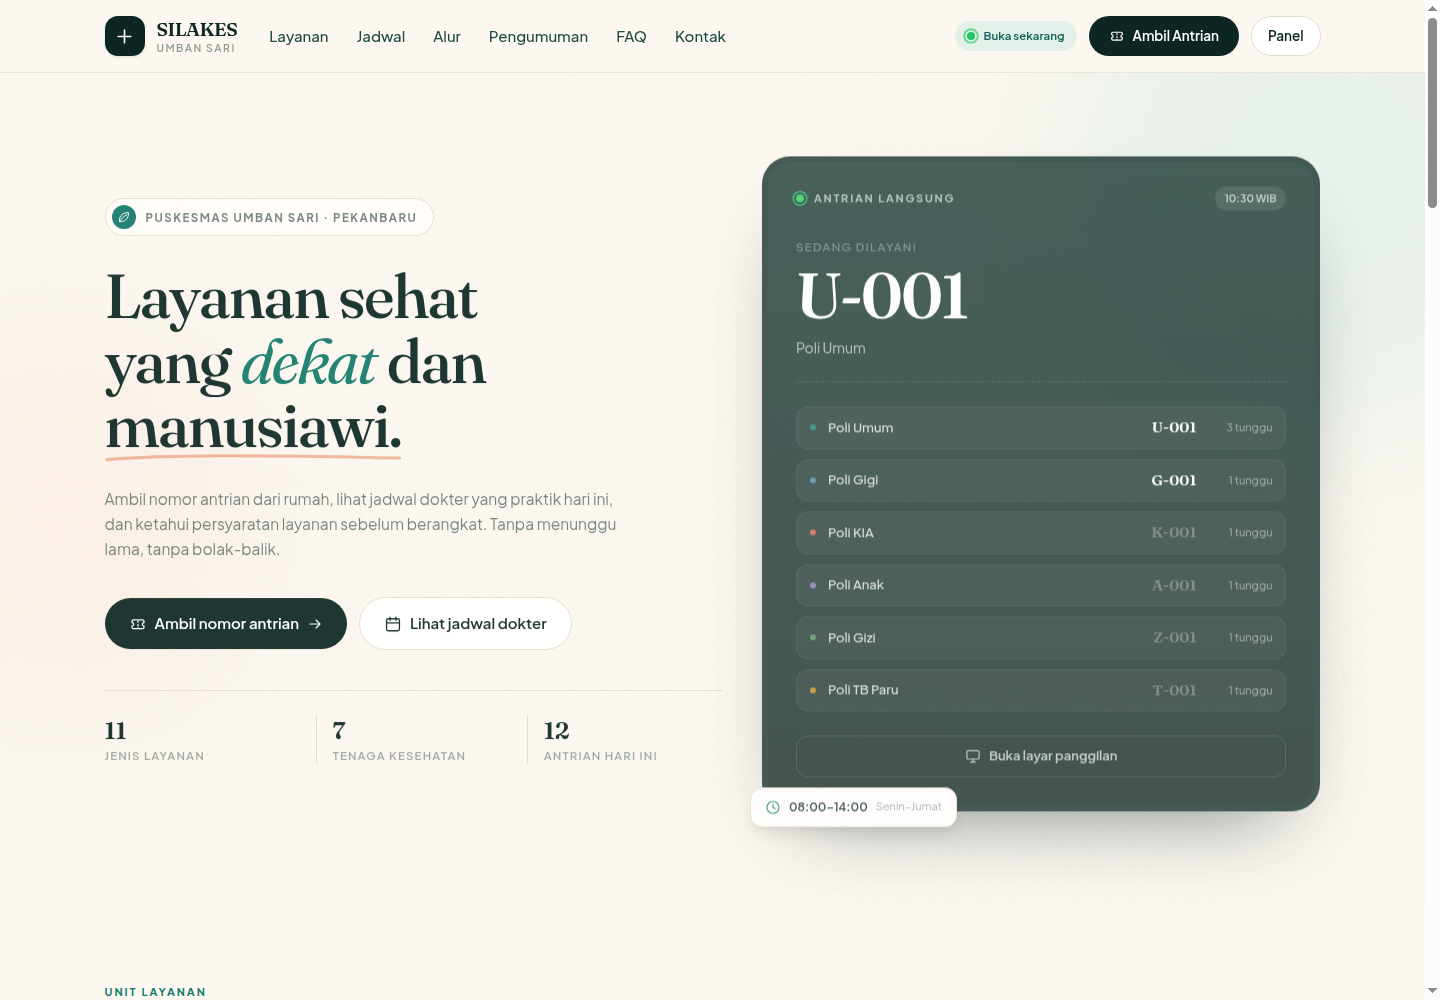 SILAKES
UMBAN SARI
Layanan
Jadwal
Alur
Pengumuman
FAQ
Kontak
Buka sekarang
Ambil Antrian
Panel
PUSKESMAS UMBAN SARI · PEKANBARU
Layanan sehat
yang dekat dan
manusiawi.
Ambil nomor antrian dari rumah, lihat jadwal dokter yang praktik hari ini,
dan ketahui persyaratan layanan sebelum berangkat. Tanpa menunggu
lama, tanpa bolak-balik.
Ambil nomor antrian →
Lihat jadwal dokter
11
JENIS LAYANAN
7
TENAGA KESEHATAN
12
ANTRIAN HARI INI
ANTRIAN LANGSUNG
10:30 WIB
SEDANG DILAYANI
U-001
Poli Umum
Poli Umum U-001 3 tunggu
Poli Gigi G-001 1 tunggu
Poli KIA K-001 1 tunggu
Poli Anak A-001 1 tunggu
Poli Gizi Z-001 1 tunggu
Poli TB Paru T-001 1 tunggu
Buka layar panggilan
08:00–14:00 Senin–Jumat
UNIT LAYANAN